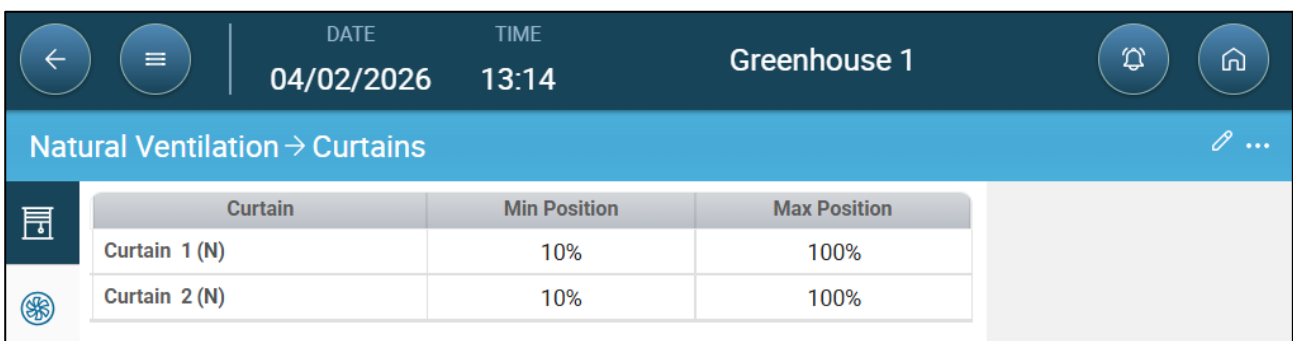 DATE TIME
04/02/2026 13:14 Greenhouse 1
Natural Ventilation → Curtains
Curtain Min Position Max Position
Curtain 1 (N) 10% 100%
Curtain 2 (N) 10% 100%